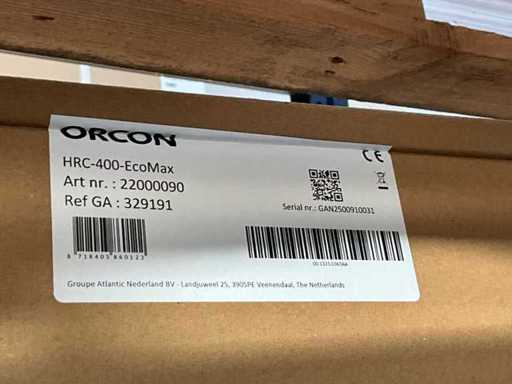 ORCON
HRC-400-EcoMax
Art nr. : 22000090
Ref GA : 329191
CE
Serial nr.: GAN2500910031
8 718403 860123
Groupe Atlantic Nederland BV - Landjuweel 25, 3905PE Veenendaal, The Netherlands